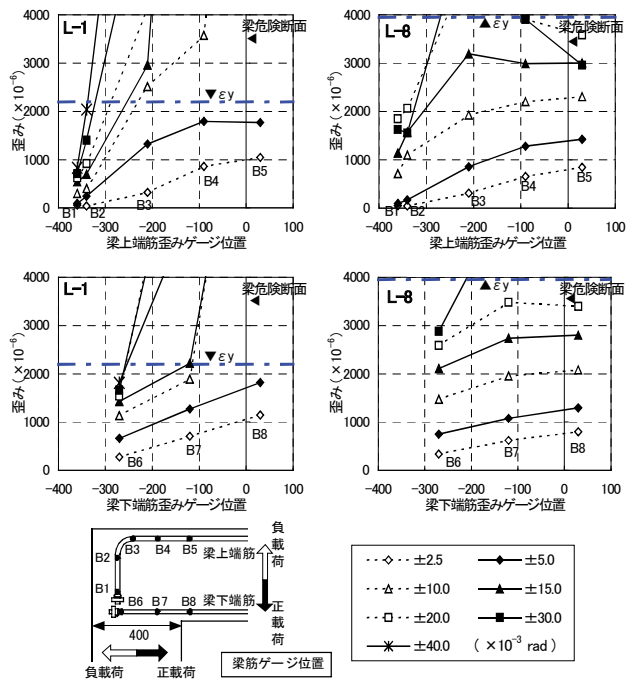 L-1
4000
3000
2000
1000
0
歪み(×10⁻⁶)
▼εy
梁危険断面
B1
B2
B3
B4
B5
-400 -300 -200 -100 0 100
梁上端筋歪みゲージ位置
L-8
4000
3000
2000
1000
0
歪み(×10⁻⁶)
▲εy
梁危険断面
B1
B2
B3
B4
B5
-400 -300 -200 -100 0 100
梁上端筋歪みゲージ位置
L-1
4000
3000
2000
1000
0
歪み(×10⁻⁶)
▼εy
梁危険断面
B6
B7
B8
-400 -300 -200 -100 0 100
梁下端筋歪みゲージ位置
L-8
4000
3000
2000
1000
0
歪み(×10⁻⁶)
▲εy
梁危険断面
B6
B7
B8
-400 -300 -200 -100 0 100
梁下端筋歪みゲージ位置
負載荷
B3 B4 B5
梁上端筋
B2
B1
B6 B7 B8
梁下端筋
正載荷
400
負載荷 正載荷
梁筋ゲージ位置
±2.5 ±5.0
±10.0 ±15.0
±20.0 ±30.0
±40.0 (×10⁻³ rad)